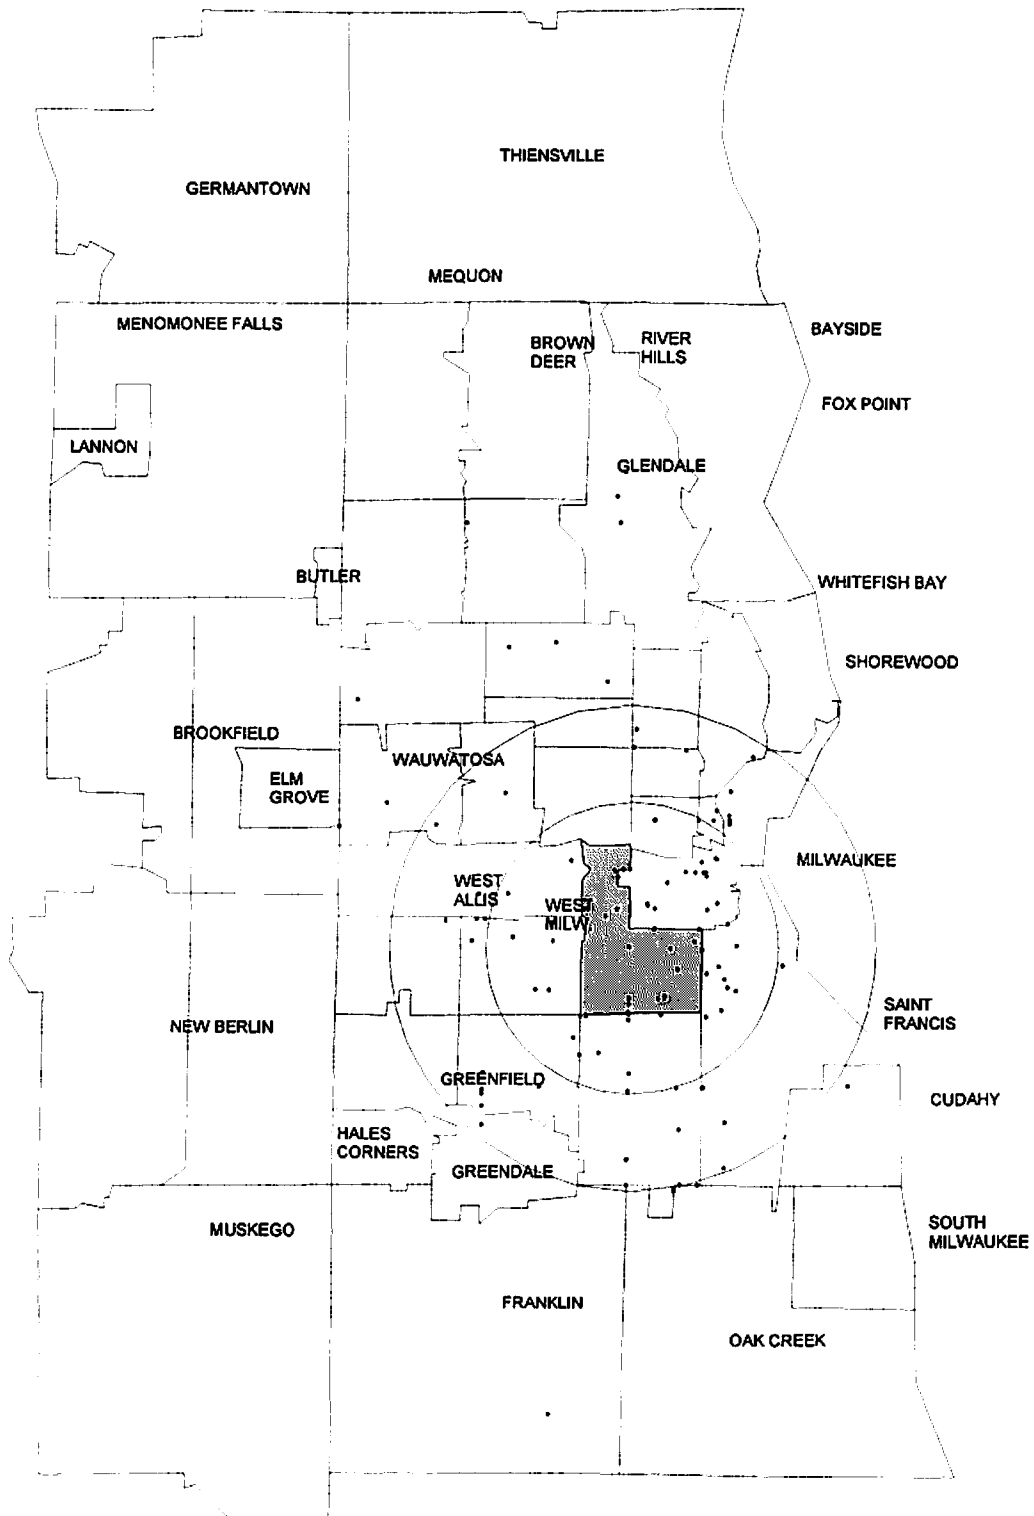 THIENSVILLE
GERMANTOWN
MEQUON
MENOMONEE FALLS
BAYSIDE
BROWN
DEER
RIVER
HILLS
FOX POINT
LANNON
GLENDALE
BUTLER
WHITEFISH BAY
SHOREWOOD
BROOKFIELD
WAUWATOSA
ELM
GROVE
MILWAUKEE
WEST
ALLIS
WEST
MILW
SAINT
FRANCIS
NEW BERLIN
GREENFIELD
CUDAHY
HALES
CORNERS
GREENDALE
MUSKEGO
SOUTH
MILWAUKEE
FRANKLIN
OAK CREEK